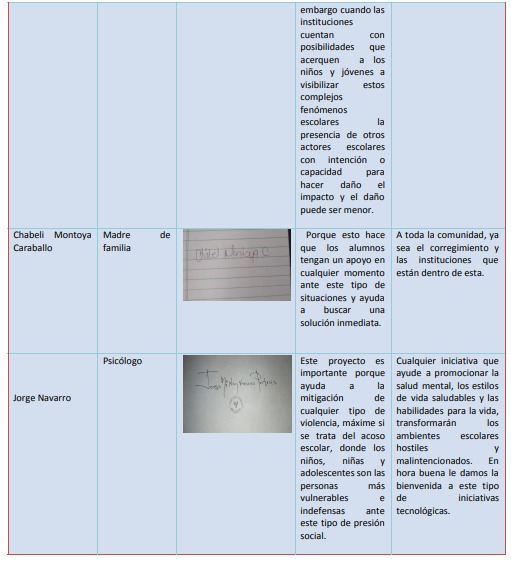 embargo cuando las
instituciones
cuentan con
posibilidades que
acerquen a los
niños y jóvenes a
visibilizar estos
complejos
fenómenos
escolares la
presencia de otros
actores escolares
con intención o
capacidad para
hacer daño el
impacto y el daño
puede ser menor.
Chabeli Montoya
Caraballo
Madre de
familia
Porque esto hace
que los alumnos
tengan un apoyo en
cualquier momento
ante este tipo de
situaciones y ayuda
a buscar una
solución inmediata.
A toda la comunidad, ya
sea el corregimiento y
las instituciones que
están dentro de esta.
Jorge Navarro
Psicólogo
Este proyecto es
importante porque
ayuda a la
mitigación de
cualquier tipo de
violencia, máxime si
se trata del acoso
escolar, donde los
niños, niñas y
adolescentes son las
personas más
vulnerables e
indefensas ante
este tipo de presión
social.
Cualquier iniciativa que
ayude a promocionar la
salud mental, los estilos
de vida saludables y las
habilidades para la vida,
transformarán los
ambientes escolares
hostiles y
malintencionados. En
hora buena le damos la
bienvenida a este tipo
de iniciativas
tecnológicas.